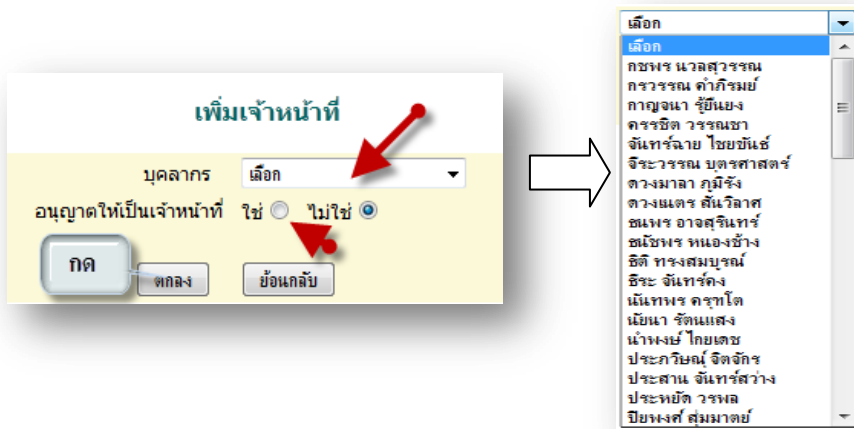 เพิ่มเจ้าหน้าที่
บุคลากร เลือก
อนุญาตให้เป็นเจ้าหน้าที่ ใช่ ไม่ใช่
กด ตกลง ย้อนกลับ
เลือก
เลือก
กชพร นวลสุวรรณ
กรวรรณ คำภิรมย์
กาญจนา รู้ยืนยง
ครรชิต วรรณชา
จันทร์ฉาย ไชยขันธ์
จีระวรรณ บุตรศาสตร์
ดวงมาลา ภูมิรัง
ดวงเนตร สันวิลาศ
ธนพร อาจสุรินทร์
ธนัชพร หนองช้าง
ธิติ ทรงสมบูรณ์
ธีระ จันทร์คง
นันทพร ครุฑโต
นัยนา รัตนแสง
นำพงษ์ ไกยเดช
ประภวิษณุ์ จิตจักร
ประสาน จันทร์สว่าง
ประหยัด วรพล
ปิยพงศ์ สุ่มมาตย์